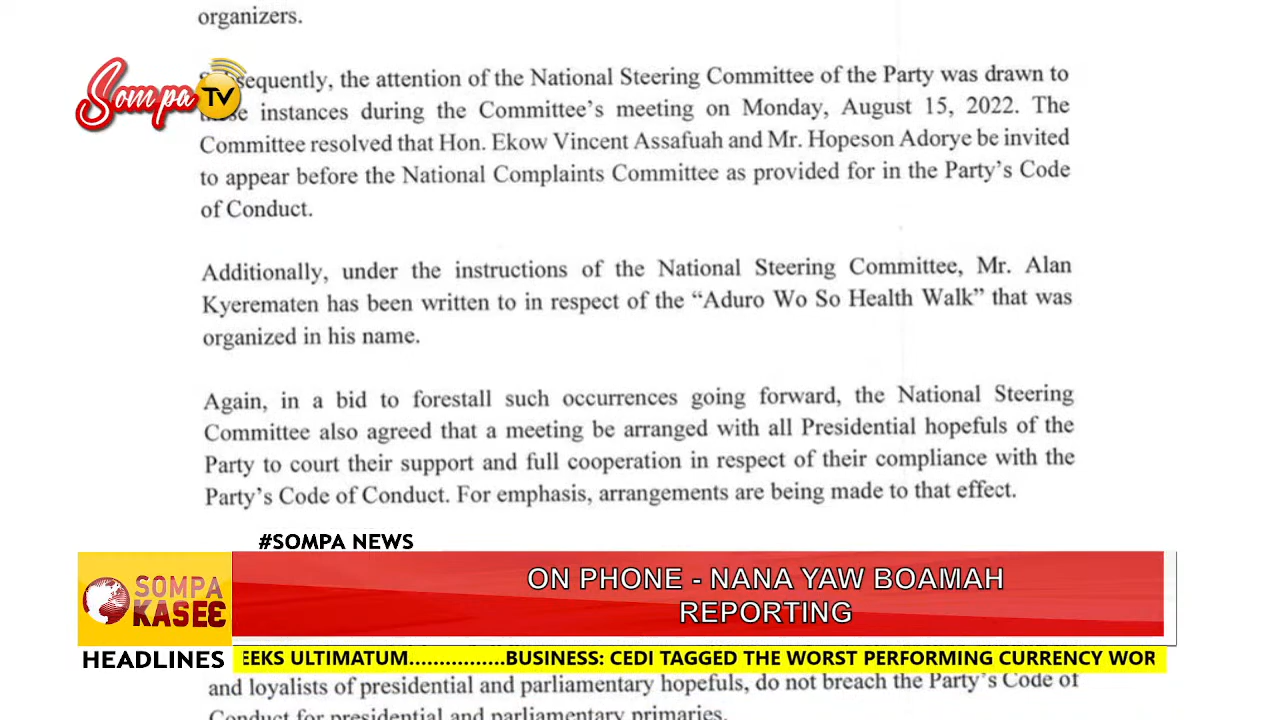 organizers.
Subsequently, the attention of the National Steering Committee of the Party was drawn to
instances during the Committee's meeting on Monday, August 15, 2022. The
Committee resolved that Hon. Ekow Vincent Assafuah and Mr. Hopeson Adorye be invited
to appear before the National Complaints Committee as provided for in the Party's Code
of Conduct.
Additionally, under the instructions of the National Steering Committee, Mr. Alan
Kyerematen has been written to in respect of the “Aduro Wo So Health Walk” that was
organized in his name.
Again, in a bid to forestall such occurrences going forward, the National Steering
Committee also agreed that a meeting be arranged with all Presidential hopefuls of the
Party to court their support and full cooperation in respect of their compliance with the
Party's Code of Conduct. For emphasis, arrangements are being made to that effect.
Sompa TV
#SOMPA NEWS
SOMPA
KASEƐ
ON PHONE - NANA YAW BOAMAH
REPORTING
HEADLINES
EEKS ULTIMATUM................BUSINESS: CEDI TAGGED THE WORST PERFORMING CURRENCY WOR
and loyalists of presidential and parliamentary hopefuls, do not breach the Party's Code of
Conduct for presidential and parliamentary primaries.